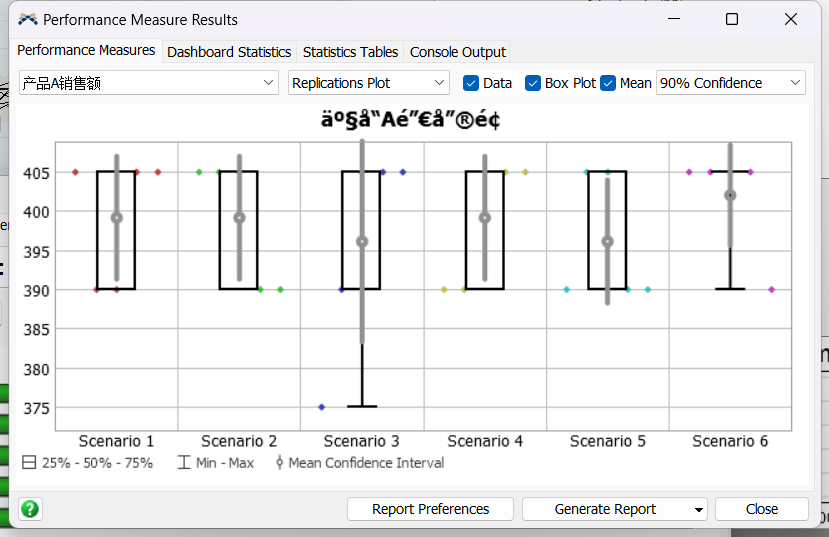 Performance Measure Results
Performance Measures Dashboard Statistics Statistics Tables Console Output
产品A销售额 Replications Plot Data Box Plot Mean 90% Confidence
äº§å“Aé”€å”®é¢
405
400
395
390
385
380
375
Scenario 1 Scenario 2 Scenario 3 Scenario 4 Scenario 5 Scenario 6
25% - 50% - 75% Min - Max Mean Confidence Interval
Report Preferences Generate Report Close